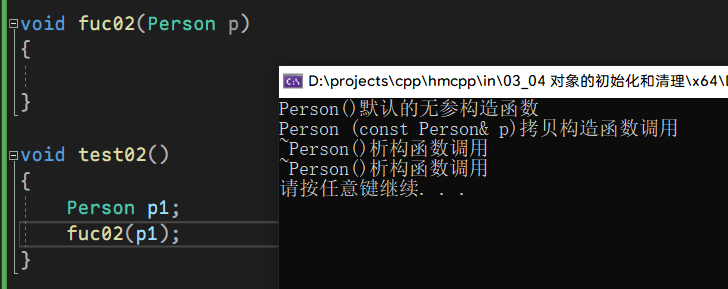 void fuc02(Person p)
{
}
void test02()
{
Person p1;
fuc02(p1);
}
D:\projects\cpp\hmcpp\in\03_04 对象的初始化和清理\x64\
Person()默认的无参构造函数
Person (const Person& p)拷贝构造函数调用
~Person()析构函数调用
~Person()析构函数调用
请按任意键继续. . .